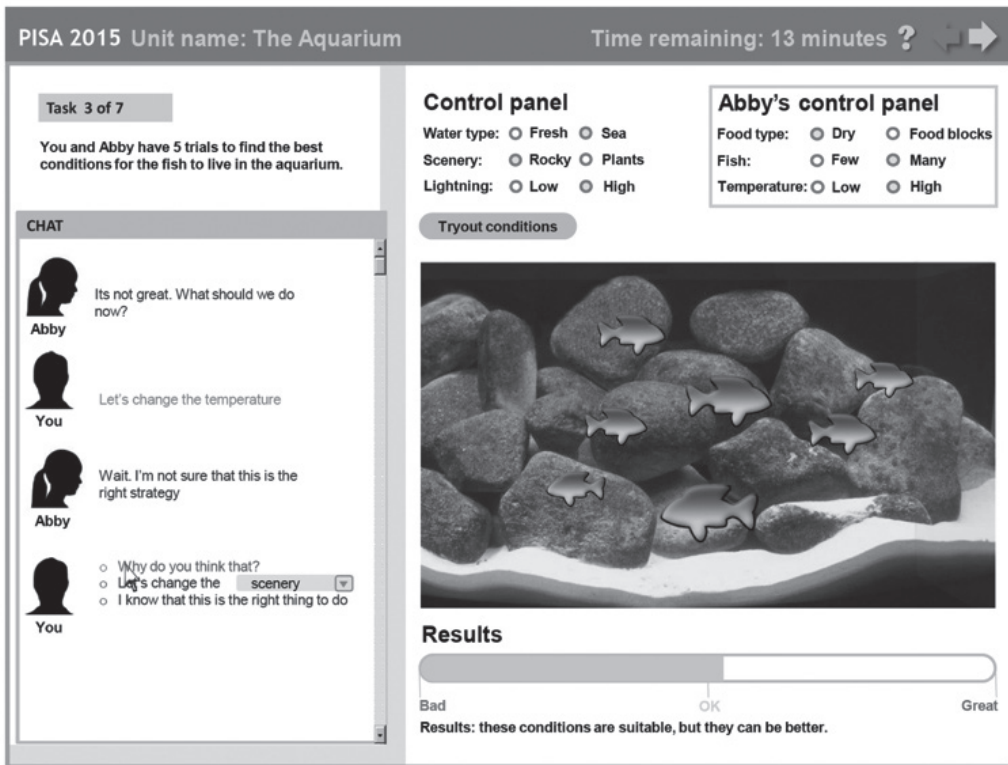 PISA 2015 Unit name: The Aquarium Time remaining: 13 minutes ?
Task 3 of 7
You and Abby have 5 trials to find the best
conditions for the fish to live in the aquarium.
CHAT
Its not great. What should we do
now?
Abby
Let's change the temperature
You
Wait. I'm not sure that this is the
right strategy
Abby
Why do you think that?
Let's change the scenery
I know that this is the right thing to do
You
Control panel
Water type: Fresh Sea
Scenery: Rocky Plants
Lightning: Low High
Abby's control panel
Food type: Dry Food blocks
Fish: Few Many
Temperature: Low High
Tryout conditions
Results
Bad OK Great
Results: these conditions are suitable, but they can be better.